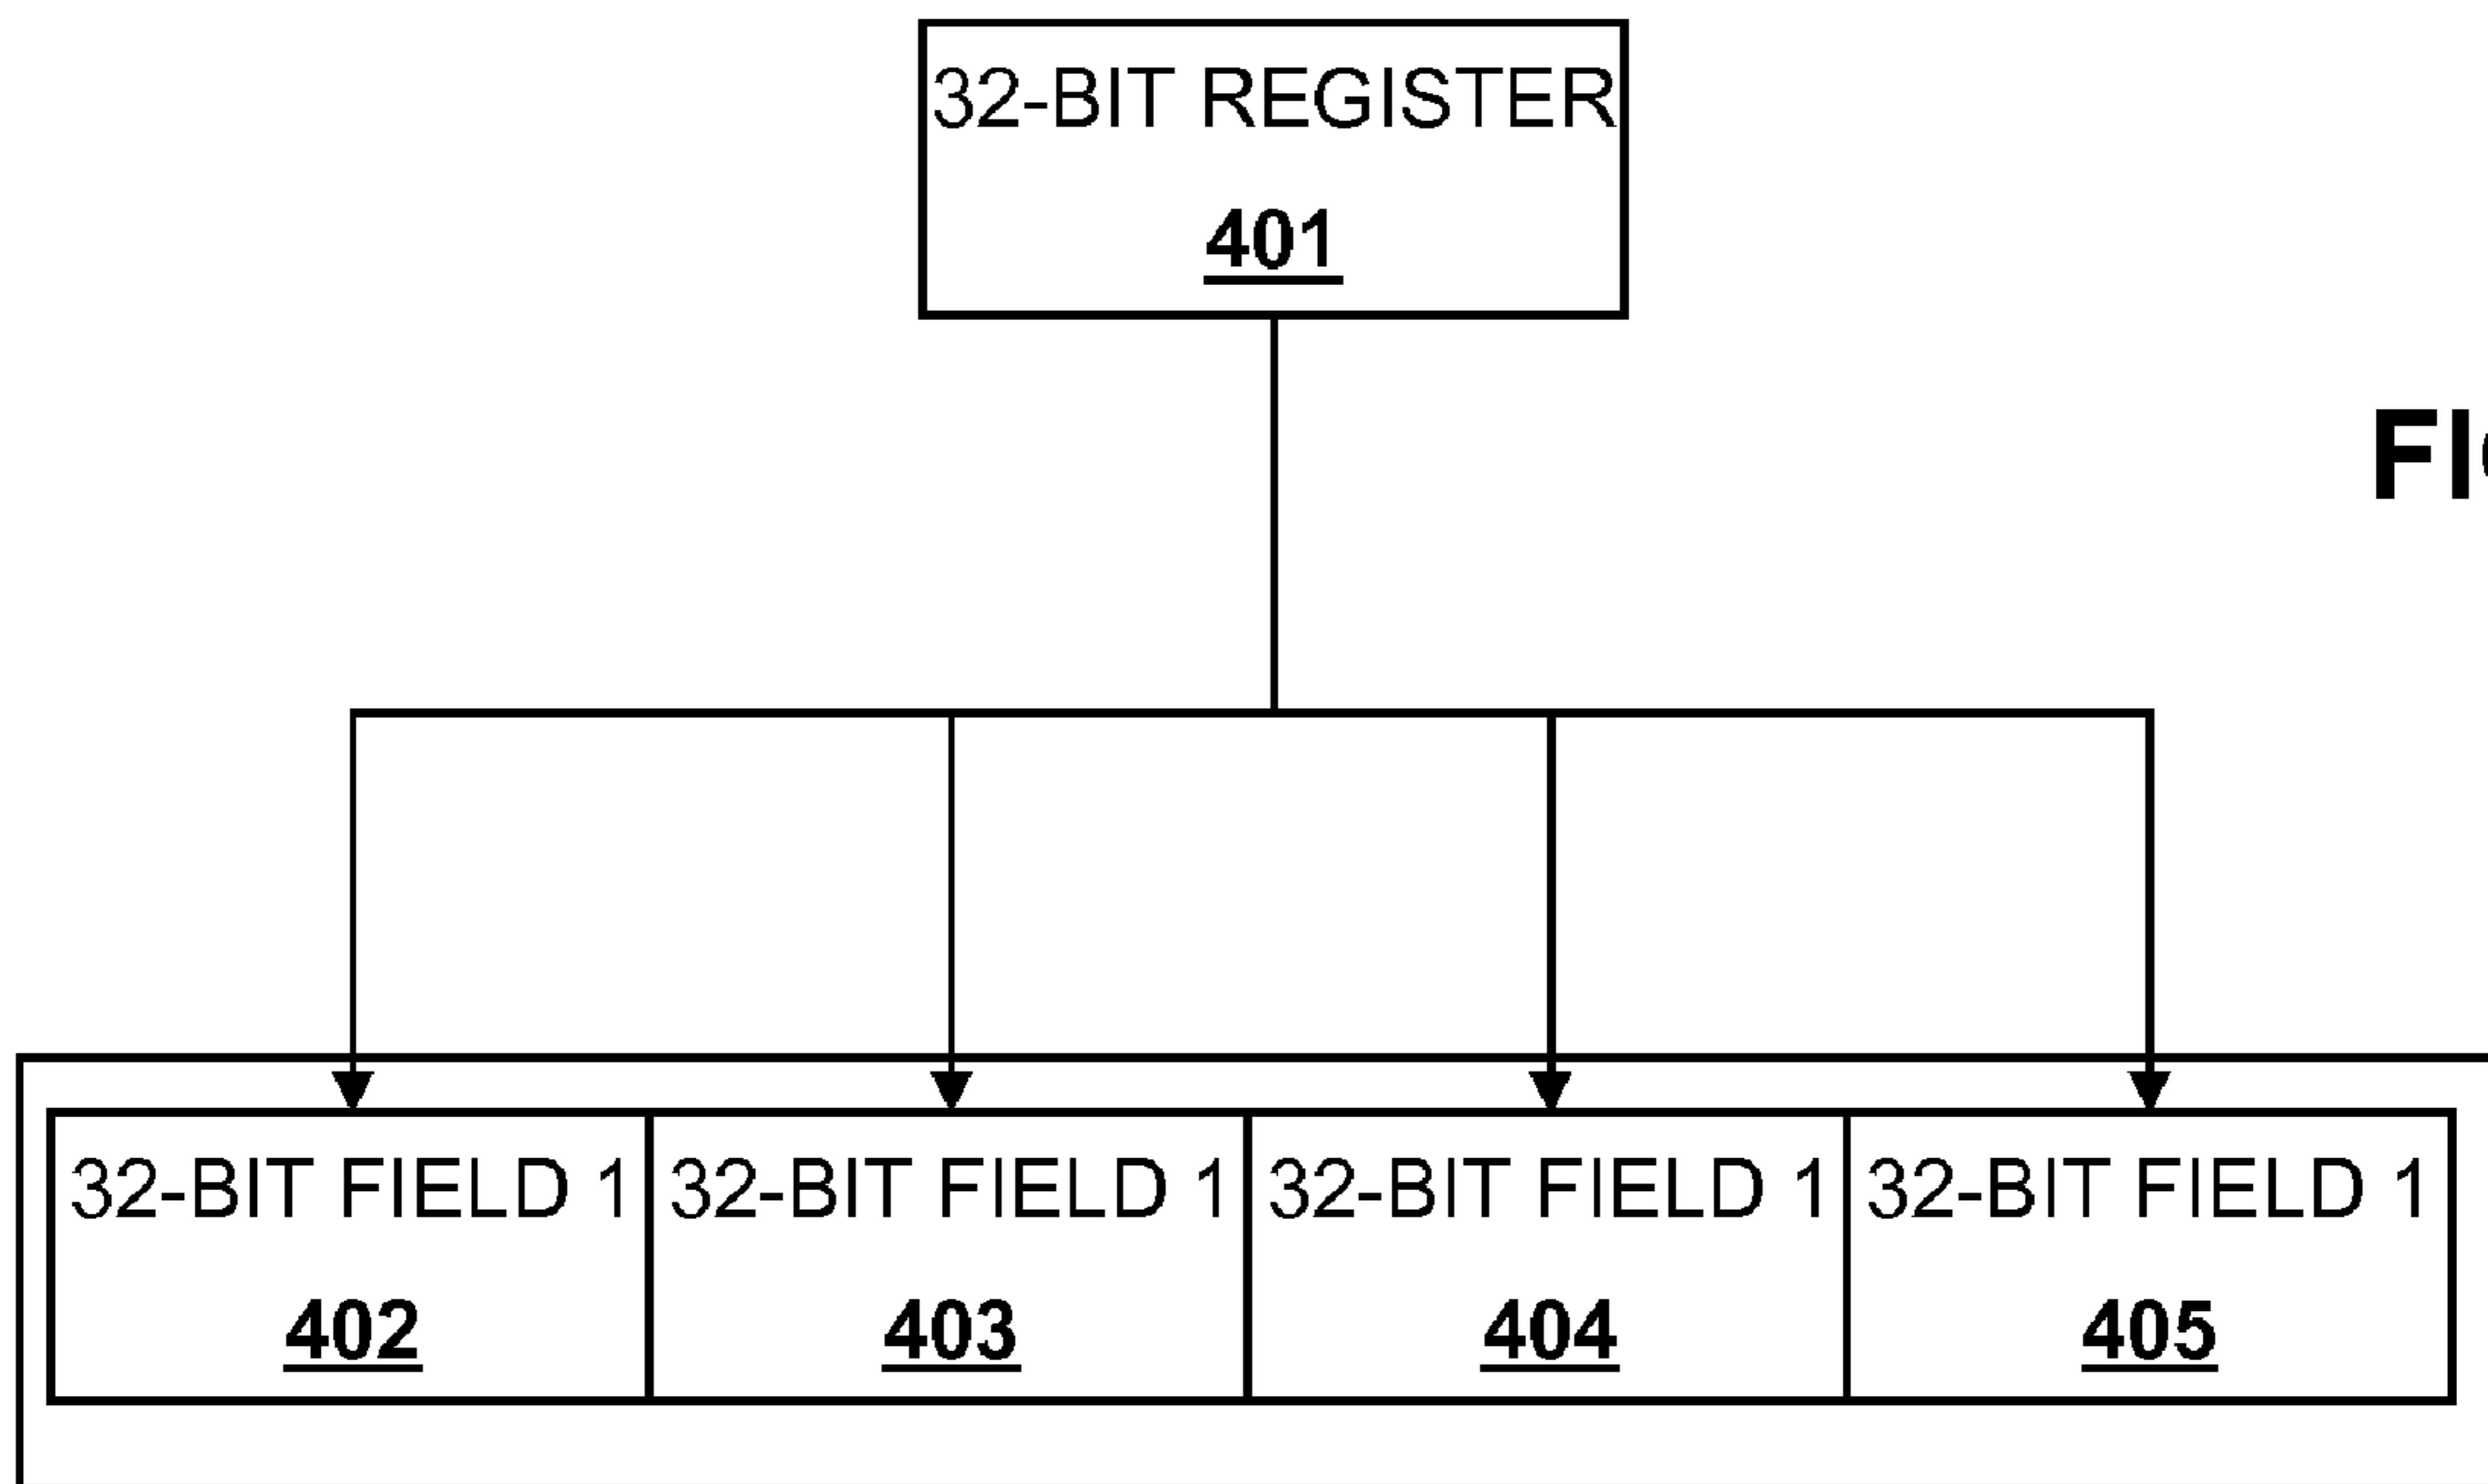 32-BIT REGISTER
401
32-BIT FIELD 1 32-BIT FIELD 1 32-BIT FIELD 1 32-BIT FIELD 1
402 403 404 405